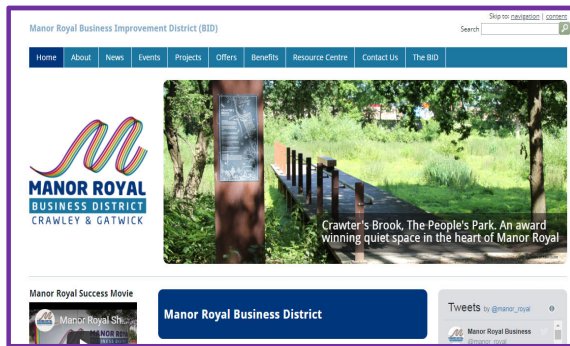 Skip to: navigation | content
Manor Royal Business Improvement District (BID)
Search
Home About News Events Projects Offers Benefits Resource Centre Contact Us The BID
MANOR ROYAL
BUSINESS DISTRICT
CRAWLEY & GATWICK
Crawter's Brook, The People's Park. An award
winning quiet space in the heart of Manor Royal
Manor Royal Success Movie
Manor Royal Sh...
Manor Royal Business District
Tweets by @manor_royal
Manor Royal Business
@manor_royal